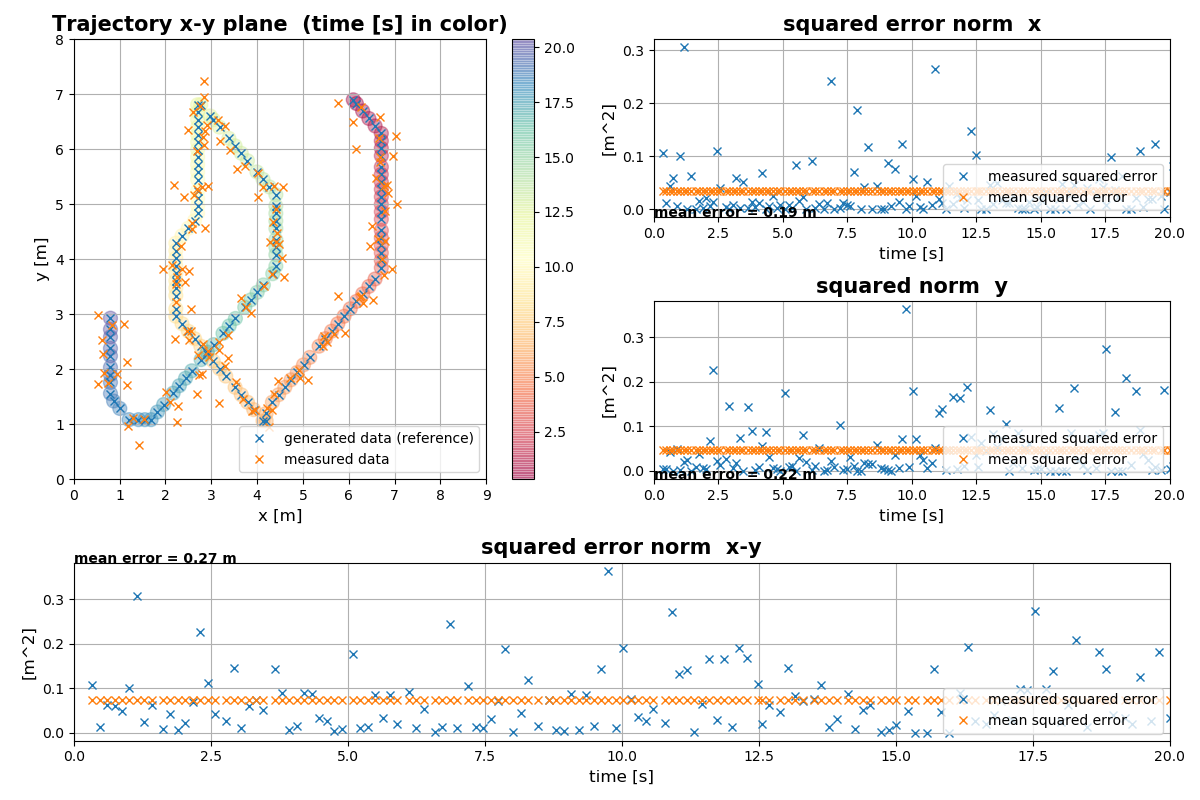 Trajectory x-y plane  (time [s] in color)
8
7
6
5
4
3
2
1
0
y [m]
0 1 2 3 4 5 6 7 8 9
x [m]
generated data (reference)
measured data
20.0
17.5
15.0
12.5
10.0
7.5
5.0
2.5
squared error norm  x
0.3
0.2
0.1
0.0
[m^2]
measured squared error
mean squared error
mean error = 0.19 m
0.0 2.5 5.0 7.5 10.0 12.5 15.0 17.5 20.0
time [s]
squared norm  y
0.3
0.2
0.1
0.0
[m^2]
measured squared error
mean squared error
mean error = 0.22 m
0.0 2.5 5.0 7.5 10.0 12.5 15.0 17.5 20.0
time [s]
squared error norm  x-y
mean error = 0.27 m
0.3
0.2
0.1
0.0
[m^2]
measured squared error
mean squared error
0.0 2.5 5.0 7.5 10.0 12.5 15.0 17.5 20.0
time [s]